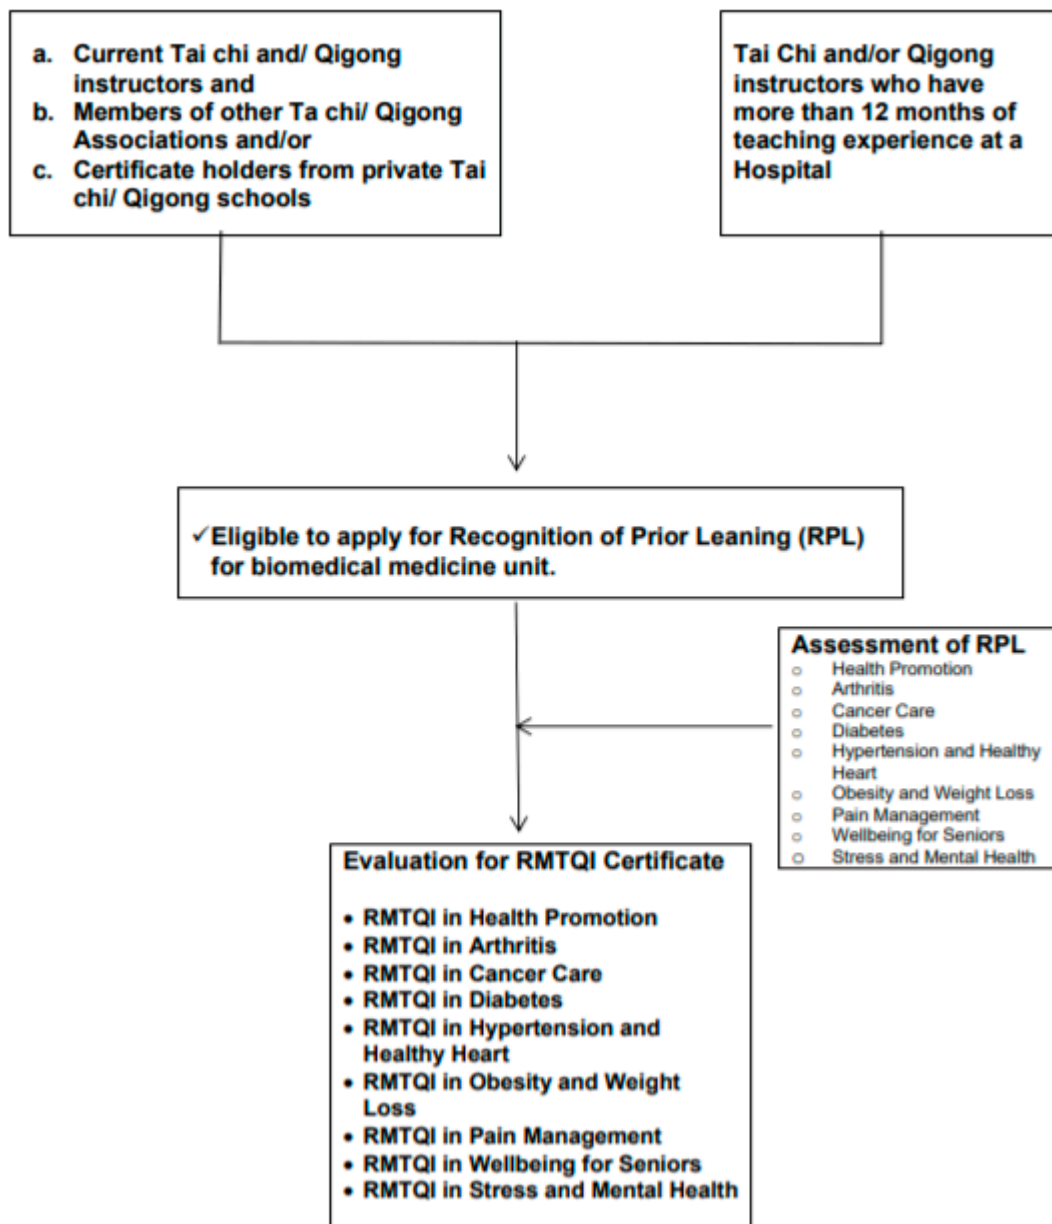 a. Current Tai chi and/ Qigong
instructors and
b. Members of other Ta chi/ Qigong
Associations and/or
c. Certificate holders from private Tai
chi/ Qigong schools
Tai Chi and/or Qigong
instructors who have
more than 12 months of
teaching experience at a
Hospital
✓Eligible to apply for Recognition of Prior Leaning (RPL)
for biomedical medicine unit.
Assessment of RPL
o Health Promotion
o Arthritis
o Cancer Care
o Diabetes
o Hypertension and Healthy
Heart
o Obesity and Weight Loss
o Pain Management
o Wellbeing for Seniors
o Stress and Mental Health
Evaluation for RMTQI Certificate
• RMTQI in Health Promotion
• RMTQI in Arthritis
• RMTQI in Cancer Care
• RMTQI in Diabetes
• RMTQI in Hypertension and
Healthy Heart
• RMTQI in Obesity and Weight
Loss
• RMTQI in Pain Management
• RMTQI in Wellbeing for Seniors
• RMTQI in Stress and Mental Health